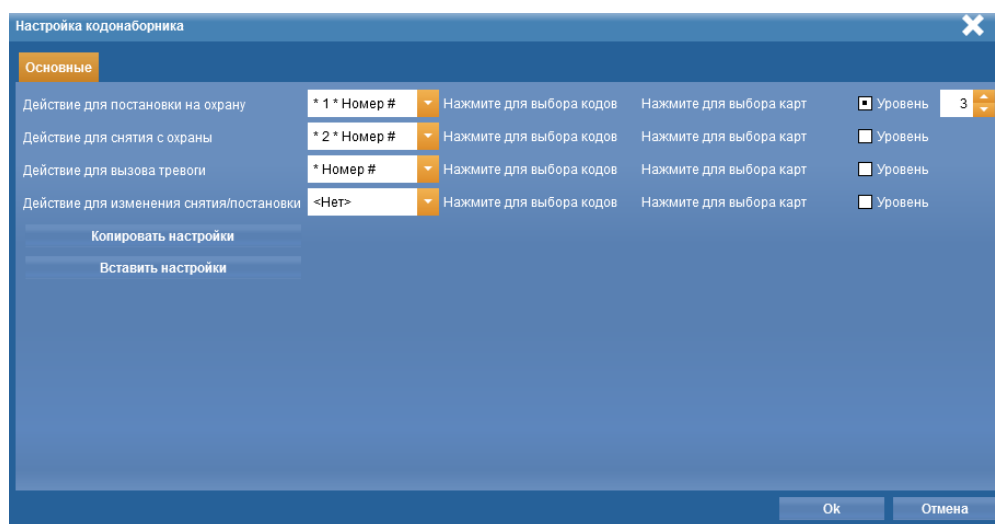 Настройка кодонаборника
Основные
Действие для постановки на охрану * 1 * Номер # Нажмите для выбора кодов Нажмите для выбора карт Уровень 3
Действие для снятия с охраны * 2 * Номер # Нажмите для выбора кодов Нажмите для выбора карт Уровень
Действие для вызова тревоги * Номер # Нажмите для выбора кодов Нажмите для выбора карт Уровень
Действие для изменения снятия/постановки <Нет> Нажмите для выбора кодов Нажмите для выбора карт Уровень
Копировать настройки
Вставить настройки
Ok Отмена